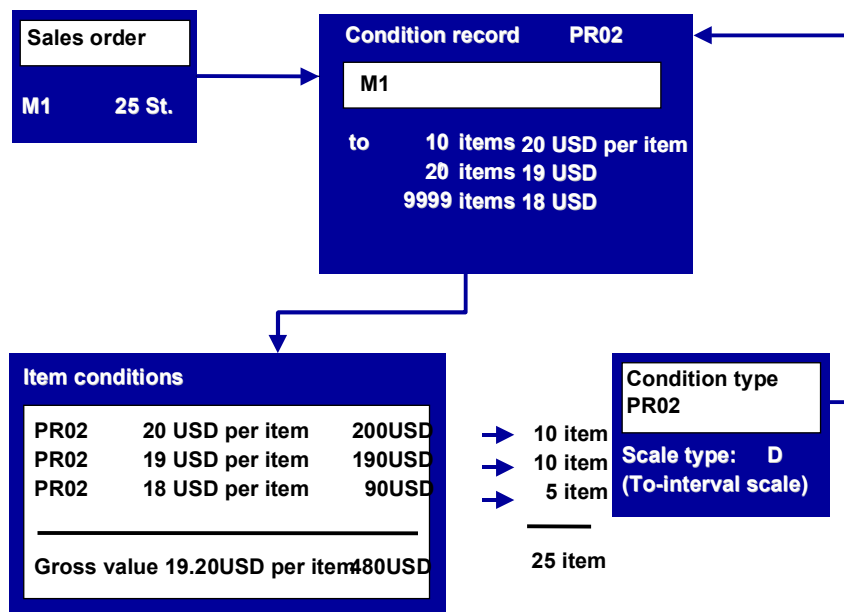 Sales order
M1 25 St.
Condition record PR02
M1
to 10 items 20 USD per item
20 items 19 USD
9999 items 18 USD
Item conditions
PR02 20 USD per item 200USD
PR02 19 USD per item 190USD
PR02 18 USD per item 90USD
Gross value 19.20USD per item480USD
10 item
10 item
5 item
25 item
Condition type
PR02
Scale type: D
(To-interval scale)